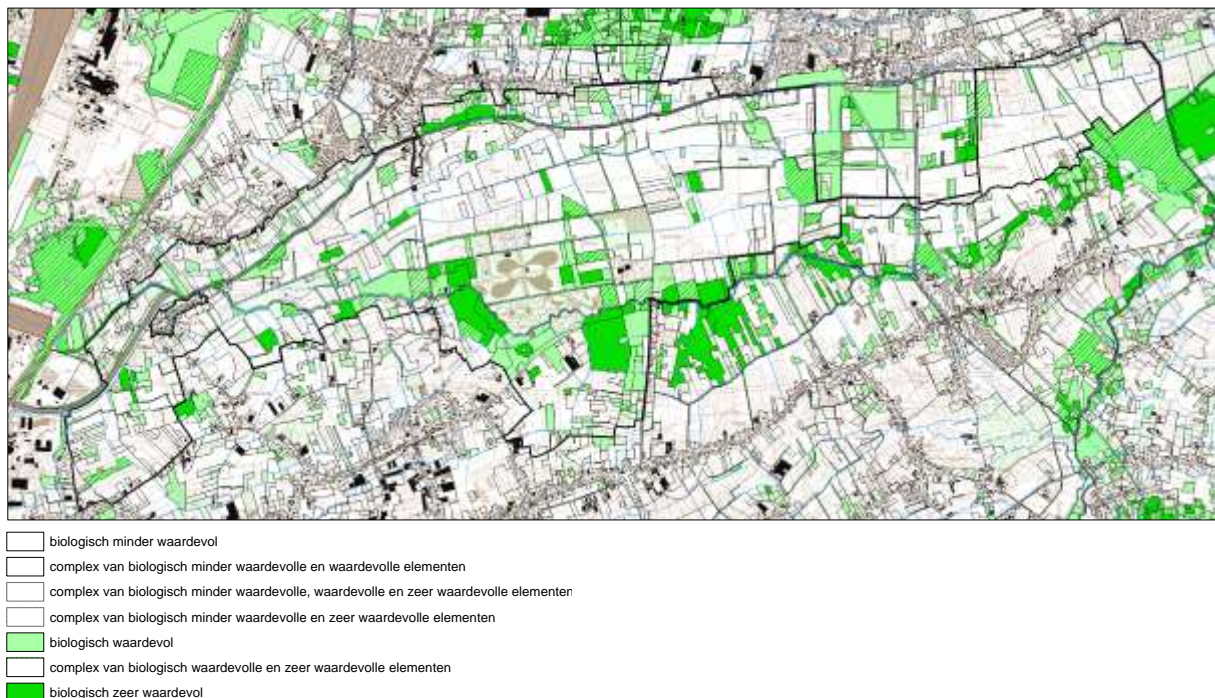 biologisch minder waardevol
complex van biologisch minder waardevolle en waardevolle elementen
complex van biologisch minder waardevolle, waardevolle en zeer waardevolle elementen
complex van biologisch minder waardevolle en zeer waardevolle elementen
biologisch waardevol
complex van biologisch waardevolle en zeer waardevolle elementen
biologisch zeer waardevol